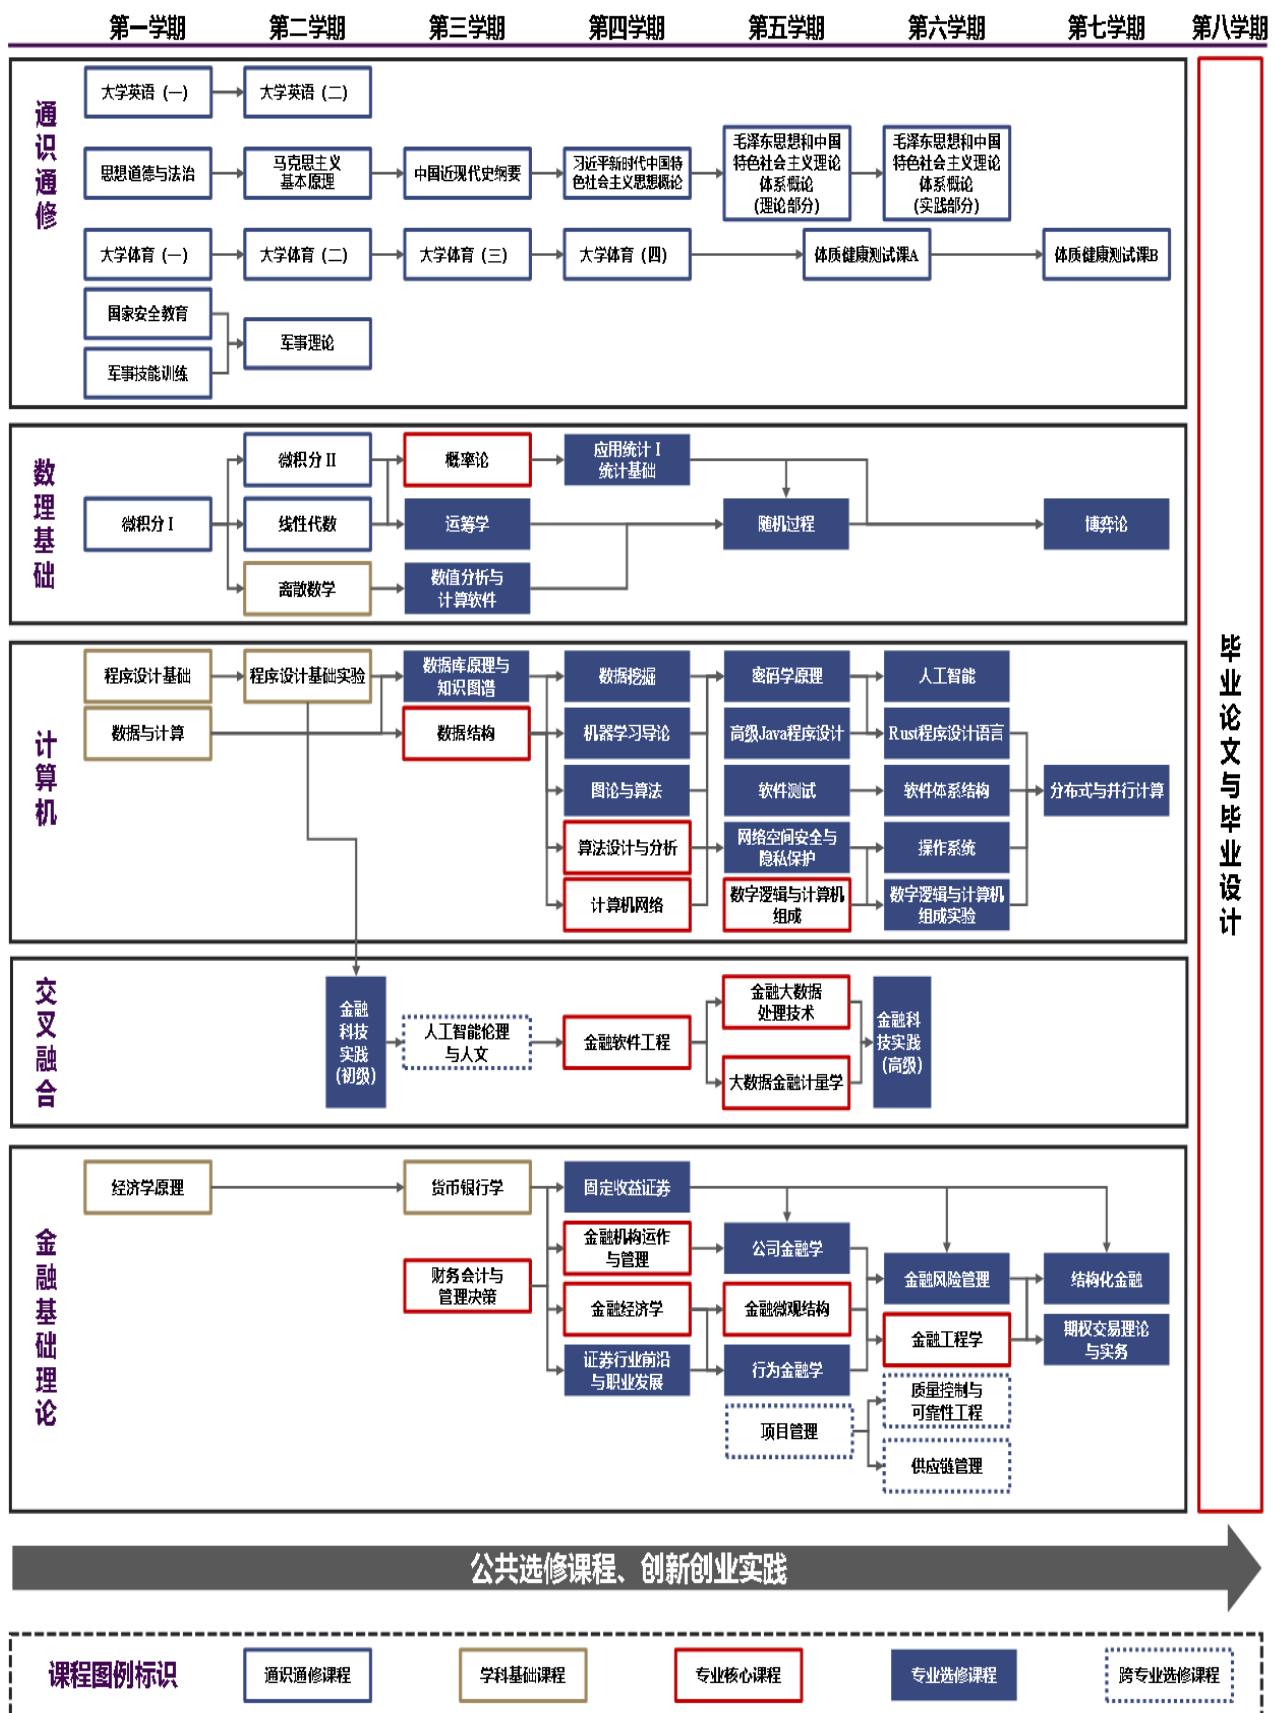 第一学期 第二学期 第三学期 第四学期 第五学期 第六学期 第七学期 第八学期
通识通修
大学英语（一） 大学英语（二）
思想道德与法治
马克思主义
基本原理
中国近现代史纲要
习近平新时代中国特
色社会主义思想概论
毛泽东思想和中国
特色社会主义理论
体系概论
(理论部分)
毛泽东思想和中国
特色社会主义理论
体系概论
(实践部分)
大学体育（一） 大学体育（二） 大学体育（三） 大学体育（四） 体质健康测试课A 体质健康测试课B
国家安全教育
军事理论
军事技能训练
数理基础
微积分 I
微积分 II
概率论
应用统计 I
统计基础
线性代数
运筹学
随机过程
博弈论
离散数学
数值分析与
计算软件
计算机
程序设计基础
程序设计基础实验
数据库原理与
知识图谱
数据挖掘
密码学原理
人工智能
数据与计算
数据结构
机器学习导论
高级Java程序设计
Rust程序设计语言
图论与算法
软件测试
软件体系结构
分布式与并行计算
算法设计与分析
网络空间安全与
隐私保护
操作系统
计算机网络
数字逻辑与计算机
组成
数字逻辑与计算机
组成实验
交叉融合
金融
科技
实践
(初级)
人工智能伦理
与人文
金融软件工程
金融大数据
处理技术
大数据金融计量学
金融科
技实践
(高级)
金融基础理论
经济学原理
货币银行学
固定收益证券
财务会计与
管理决策
金融机构运作
与管理
公司金融学
金融风险管理
结构化金融
金融经济学
金融微观结构
金融工程学
期权交易理论
与实务
证券行业前沿
与职业发展
行为金融学
项目管理
质量控制与
可靠性工程
供应链管理
毕业论文与毕业设计
公共选修课程、创新创业实践
课程图例标识 通识通修课程 学科基础课程 专业核心课程 专业选修课程 跨专业选修课程